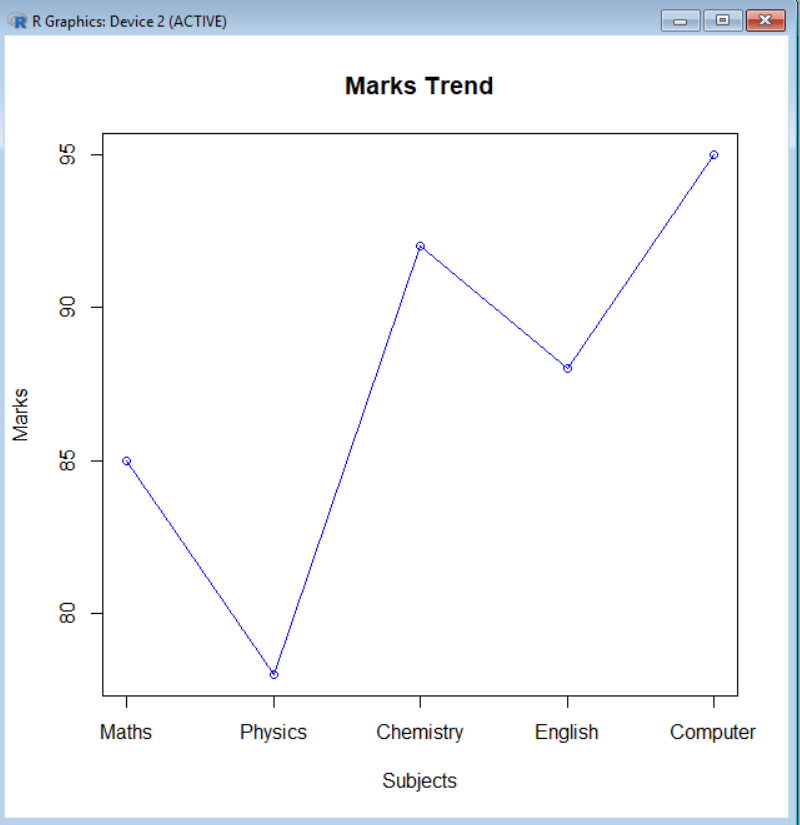 R Graphics: Device 2 (ACTIVE)
Marks Trend
95
90
85
80
Marks
Maths Physics Chemistry English Computer
Subjects